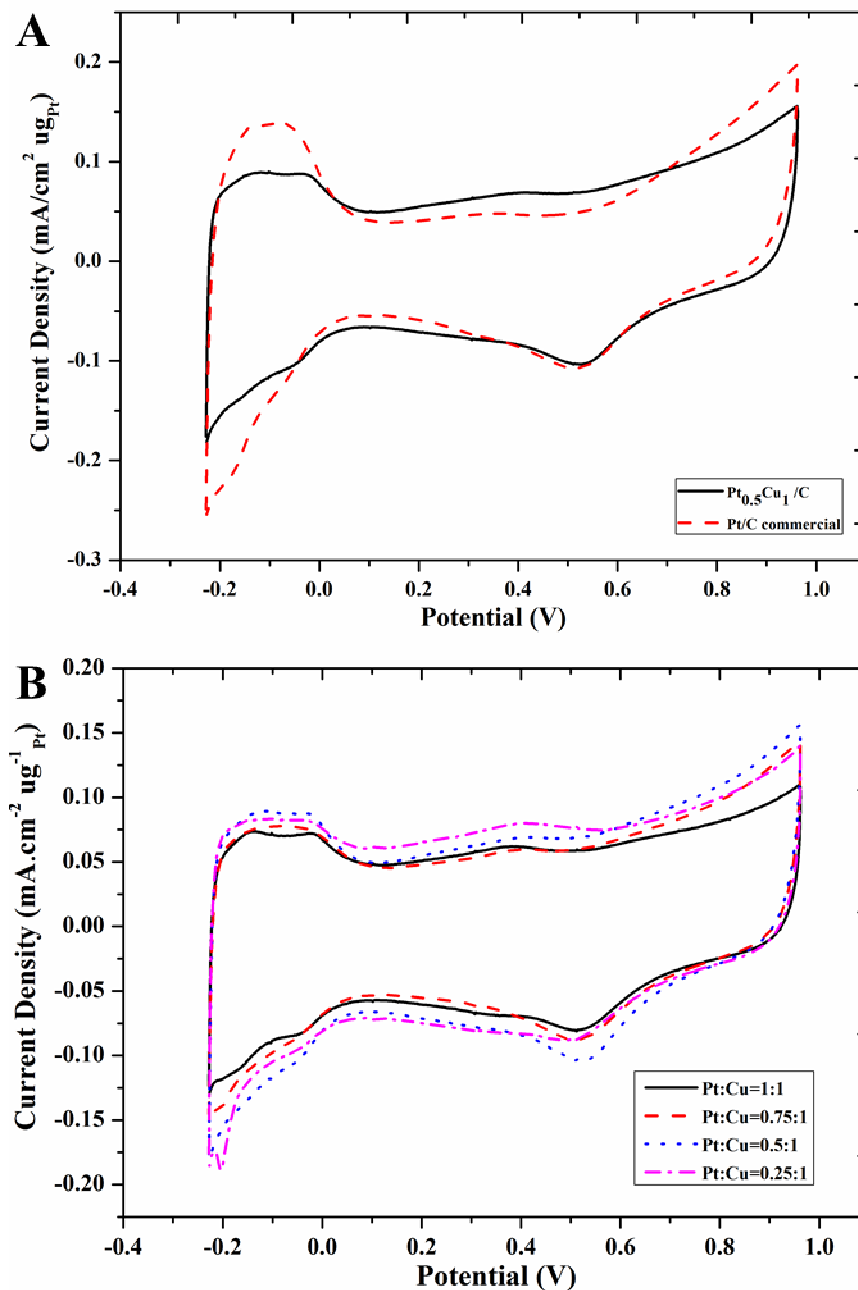 A
Current Density (mA/cm² ug_Pt)
0.2
0.1
0.0
-0.1
-0.2
-0.3
Pt₀.₅Cu₁ /C
Pt/C commercial
-0.4 -0.2 0.0 0.2 0.4 0.6 0.8 1.0
Potential (V)
B
Current Density (mA.cm⁻² ug⁻¹ _Pt)
0.20
0.15
0.10
0.05
0.00
-0.05
-0.10
-0.15
-0.20
Pt:Cu=1:1
Pt:Cu=0.75:1
Pt:Cu=0.5:1
Pt:Cu=0.25:1
-0.4 -0.2 0.0 0.2 0.4 0.6 0.8 1.0
Potential (V)